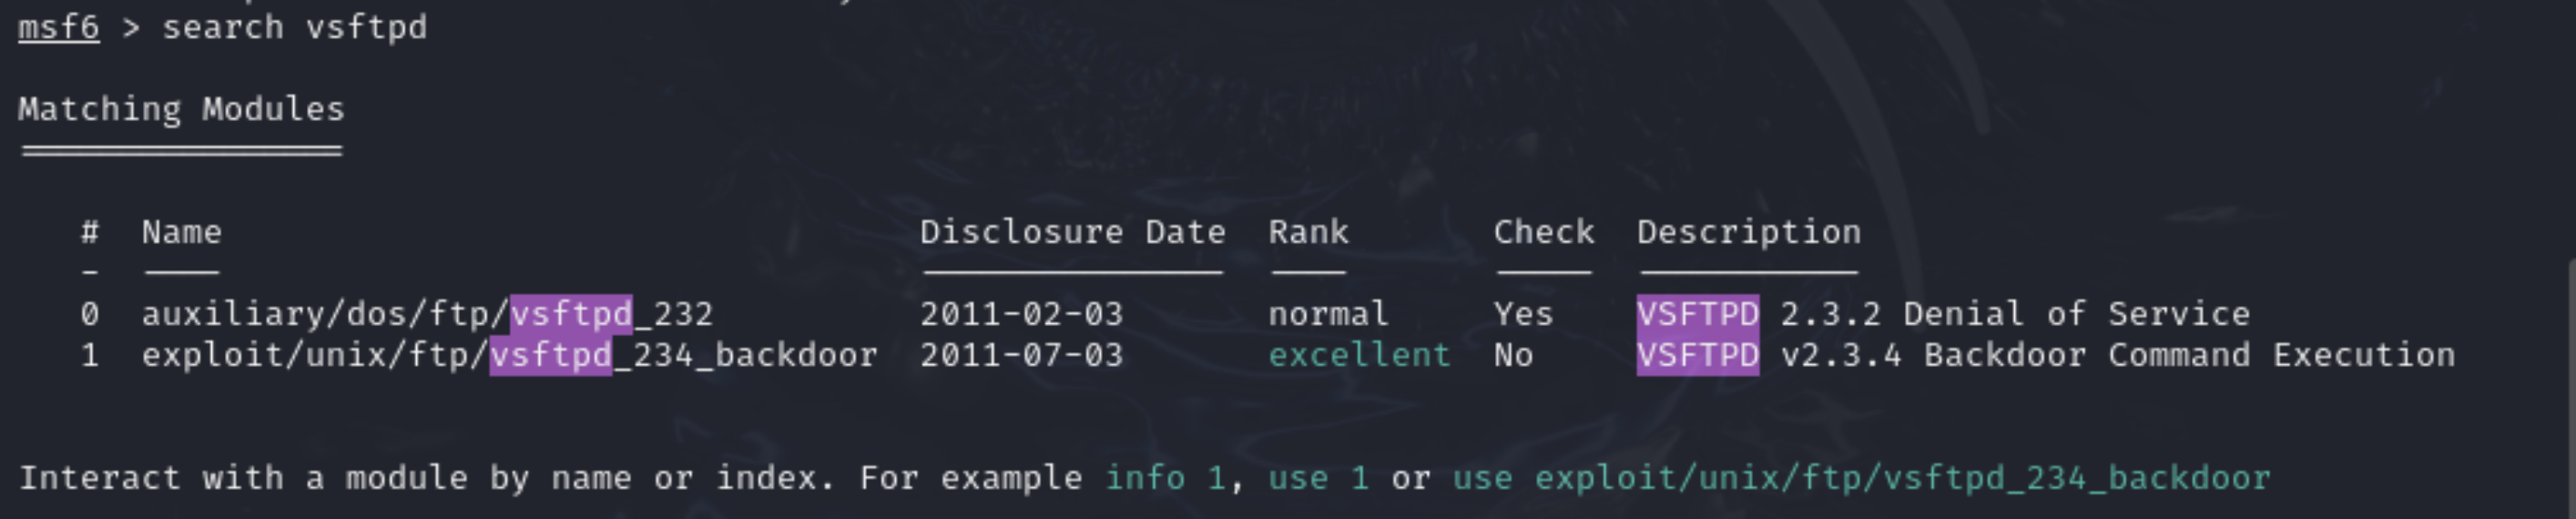 msf6 > search vsftpd
Matching Modules
================
# Name Disclosure Date Rank Check Description
- ---- --------------- ---- ----- -----------
0 auxiliary/dos/ftp/vsftpd_232 2011-02-03 normal Yes VSFTPD 2.3.2 Denial of Service
1 exploit/unix/ftp/vsftpd_234_backdoor 2011-07-03 excellent No VSFTPD v2.3.4 Backdoor Command Execution
Interact with a module by name or index. For example info 1, use 1 or use exploit/unix/ftp/vsftpd_234_backdoor